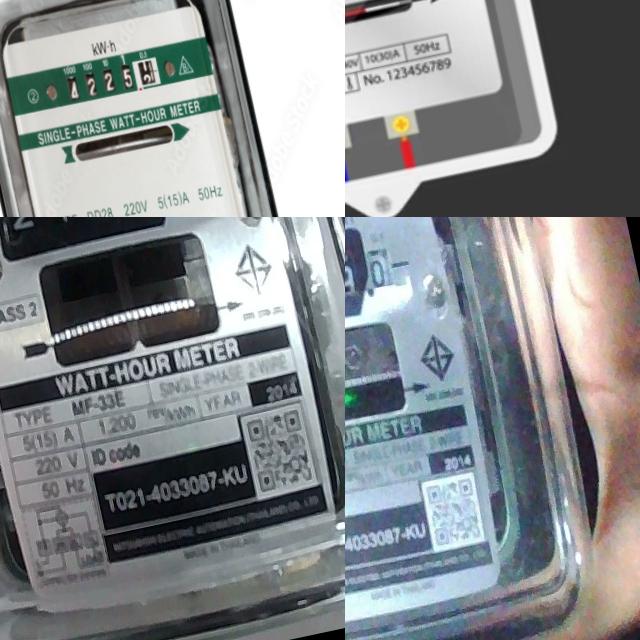 kW·h
1000 100 10 1 0.1
4 2 2 5
SINGLE-PHASE WATT-HOUR METER
DD28 220V 5(15)A 50Hz
10(30)A 50Hz
No. 123456789
ASS 2
WATT-HOUR METER
SINGLE-PHASE 2-WIRE
TYPE MF-33E
5(15) A 1 200 rev/kWh YEAR 2014
220 V ID code
50 Hz
T021-4033087-KU
MADE IN THAILAND
0
UR METER
SINGLE-PHASE 2-WIRE
YEAR 2014
4033087-KU
MADE IN THAILAND